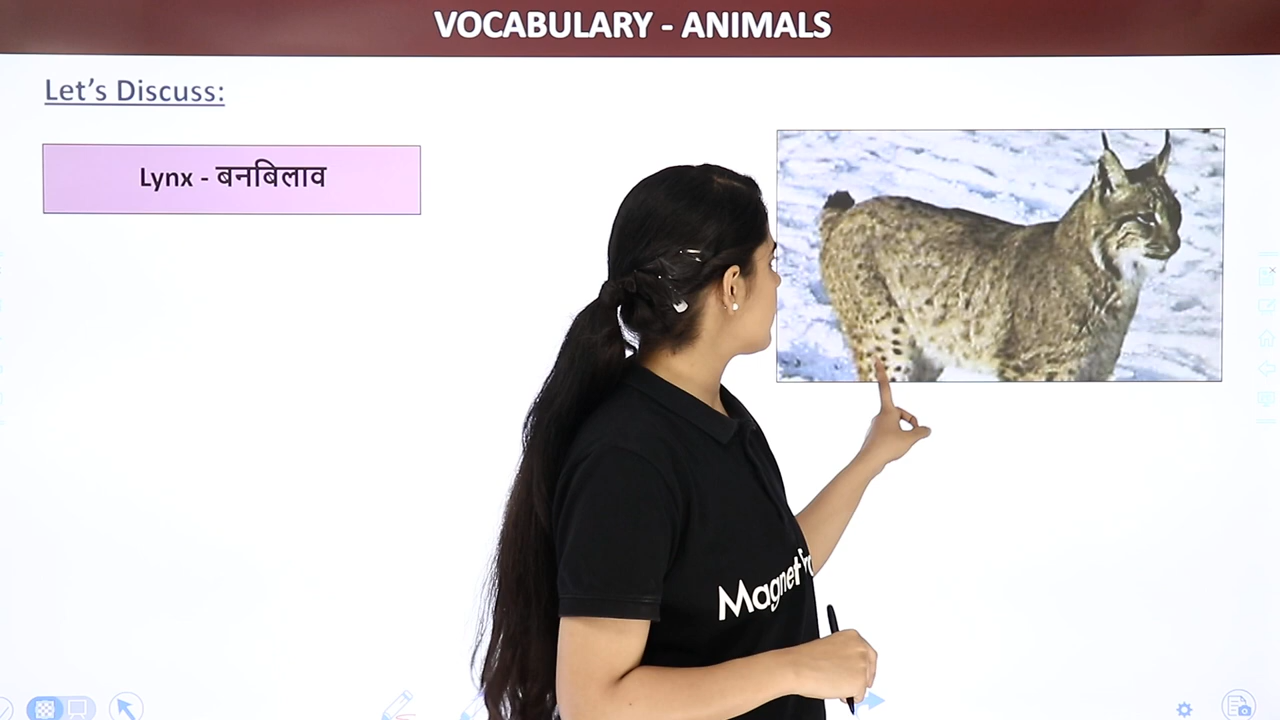 VOCABULARY - ANIMALS
Let's Discuss:
Lynx - बनबिलाव
Magnet